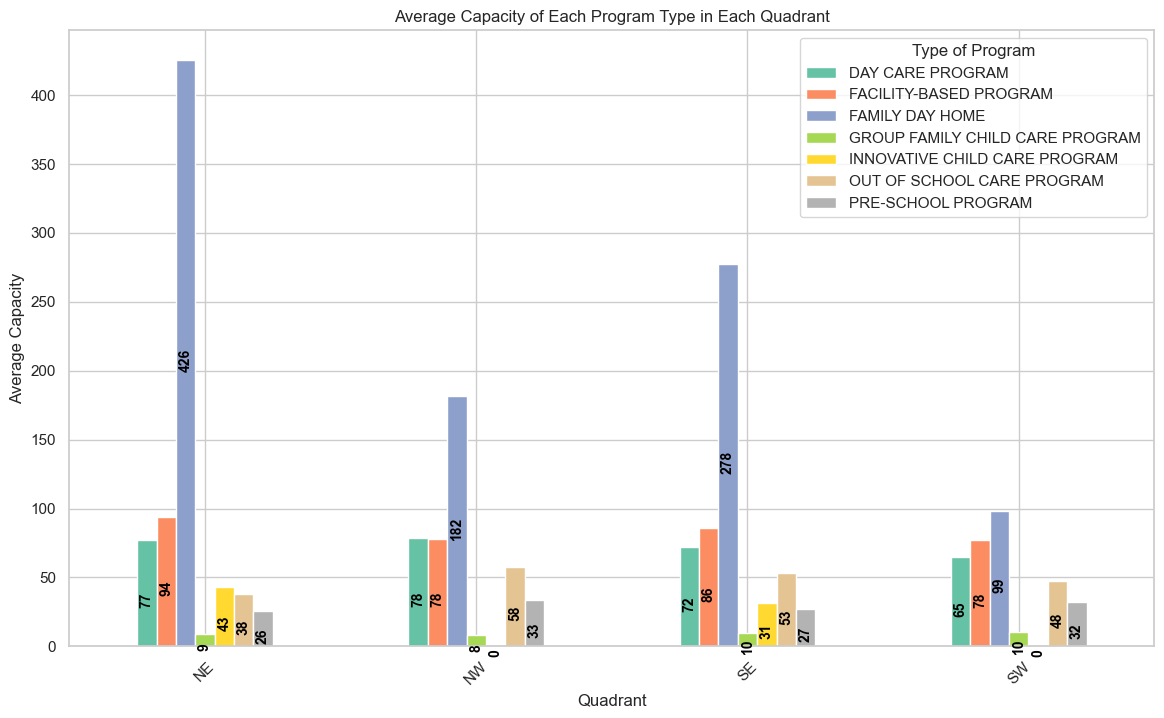 Average Capacity of Each Program Type in Each Quadrant
Type of Program
DAY CARE PROGRAM
FACILITY-BASED PROGRAM
FAMILY DAY HOME
GROUP FAMILY CHILD CARE PROGRAM
INNOVATIVE CHILD CARE PROGRAM
OUT OF SCHOOL CARE PROGRAM
PRE-SCHOOL PROGRAM
Average Capacity
400
350
300
250
200
150
100
50
0
77
94
426
9
43
38
26
78
78
182
8
0
58
33
72
86
278
10
31
53
27
65
78
99
10
0
48
32
NE
NW
SE
SW
Quadrant